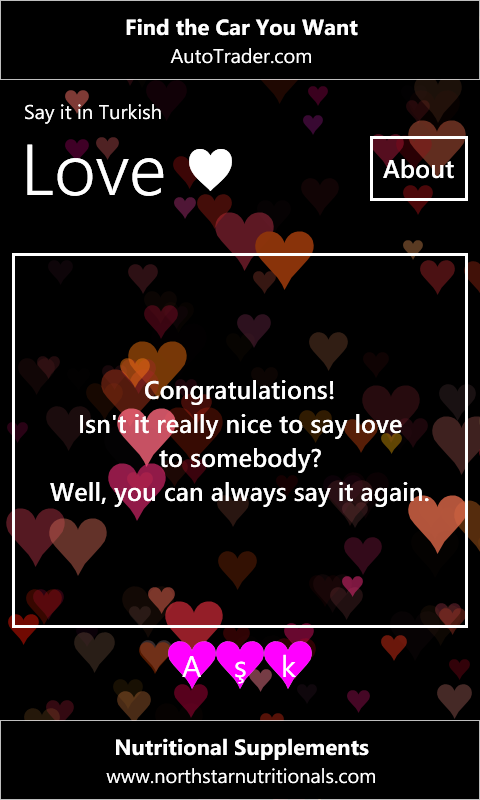 Find the Car You Want
AutoTrader.com
Say it in Turkish
Love
About
Congratulations!
Isn't it really nice to say love
to somebody?
Well, you can always say it again.
A ş k
Nutritional Supplements
www.northstarnutritionals.com